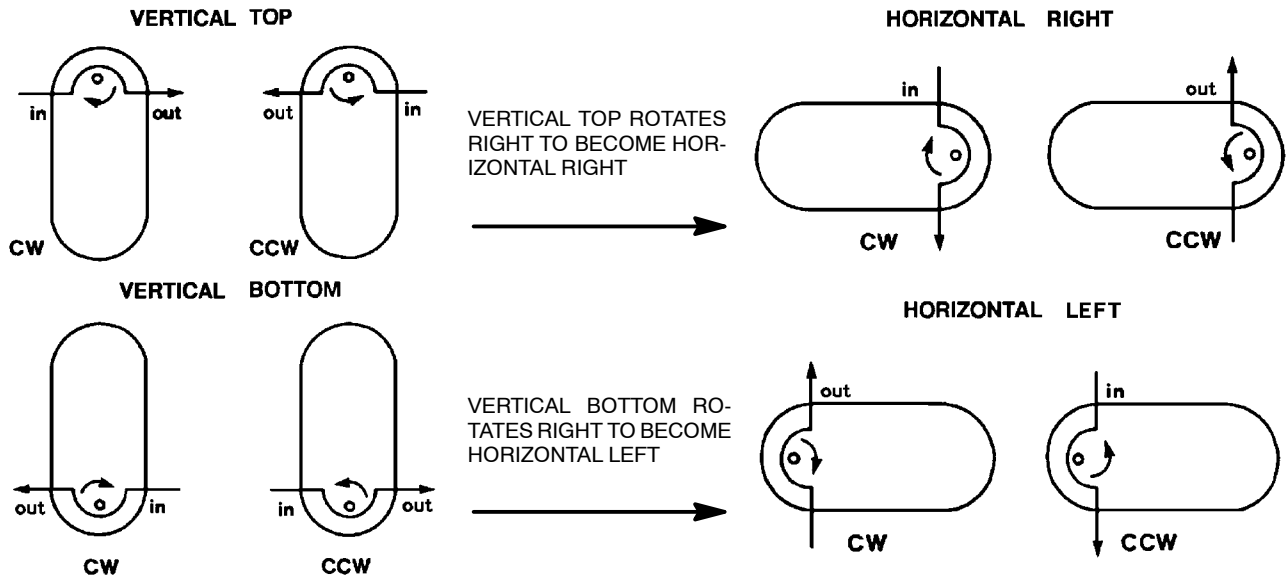 VERTICAL TOP
HORIZONTAL RIGHT
in
out
out
in
in
out
VERTICAL TOP ROTATES
RIGHT TO BECOME HOR-
IZONTAL RIGHT
CW
CCW
CW
CCW
VERTICAL BOTTOM
HORIZONTAL LEFT
out
in
VERTICAL BOTTOM RO-
TATES RIGHT TO BECOME
HORIZONTAL LEFT
out
in
in
out
CW
CCW
CW
CCW